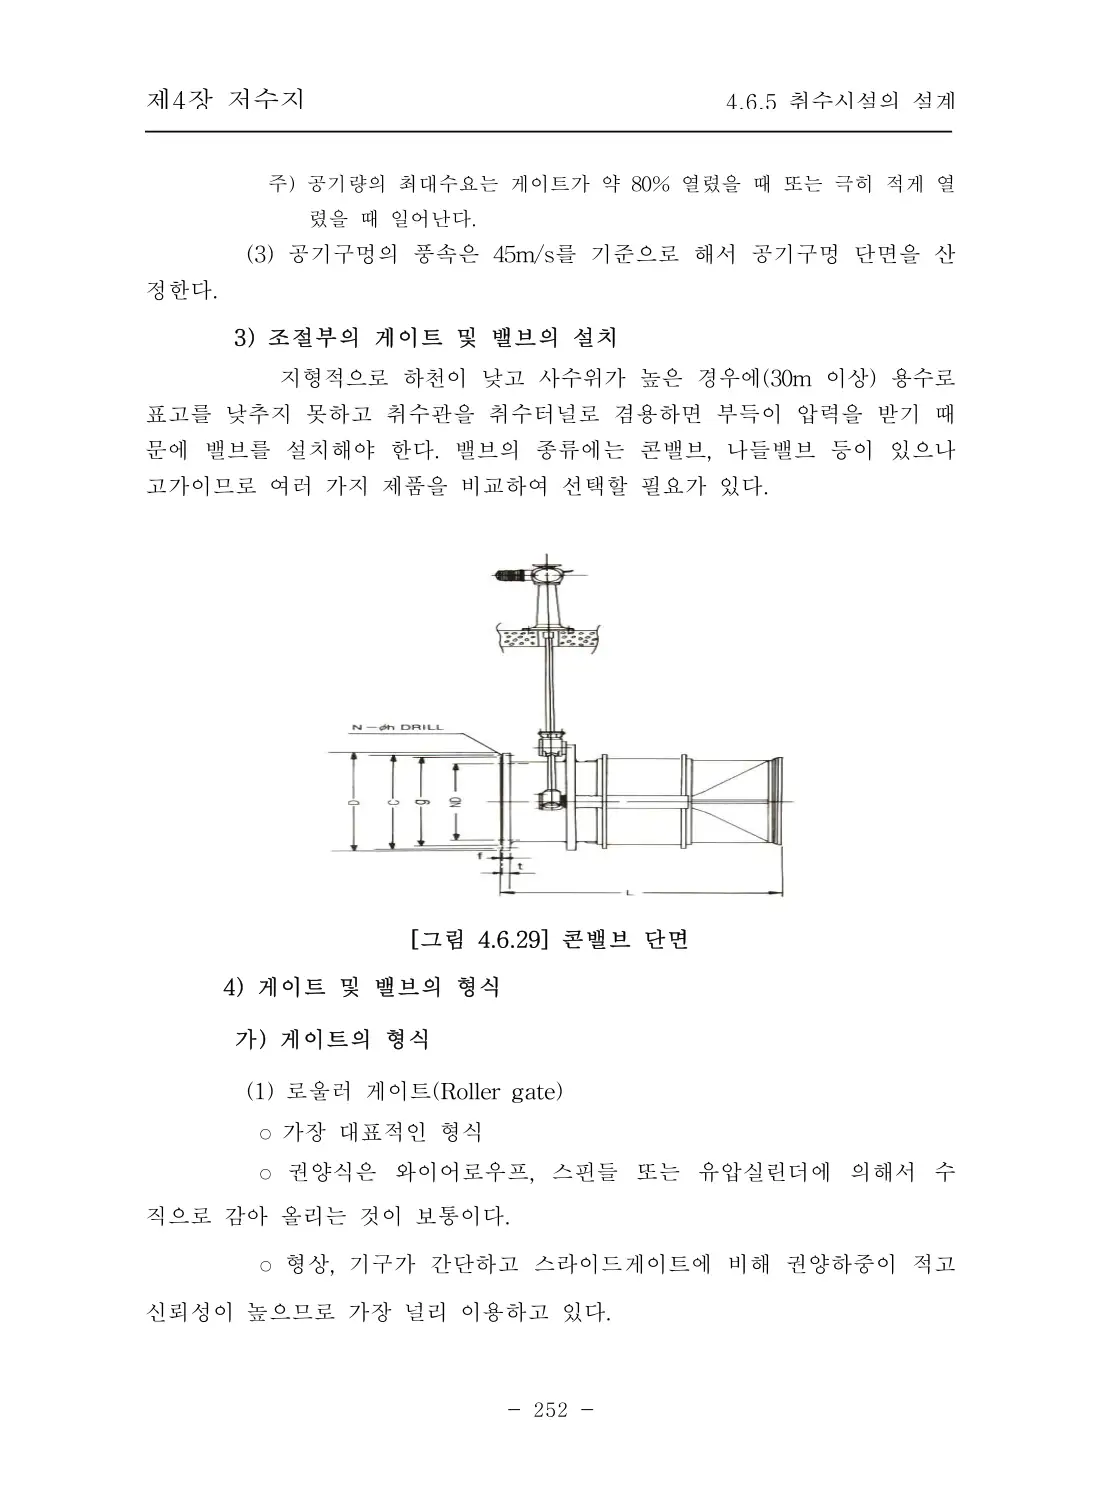 제4장 저수지
4.6.5 취수시설의 설계
주) 공기량의 최대수요는 게이트가 약 80% 열렸을 때 또는 극히 적게 열
렸을 때 일어난다.
(3) 공기구멍의 풍속은 45m/s를 기준으로 해서 공기구멍 단면을 산
정한다.
3) 조절부의 게이트 및 밸브의 설치
지형적으로 하천이 낮고 사수위가 높은 경우에(30m 이상) 용수로
표고를 낮추지 못하고 취수관을 취수터널로 겸용하면 부득이 압력을 받기 때
문에 밸브를 설치해야 한다. 밸브의 종류에는 콘밸브, 나들밸브 등이 있으나
고가이므로 여러 가지 제품을 비교하여 선택할 필요가 있다.
N-φh DRILL
D
C
g
ND
f
t
L
[그림 4.6.29] 콘밸브 단면
4) 게이트 및 밸브의 형식
가) 게이트의 형식
(1) 로울러 게이트(Roller gate)
○ 가장 대표적인 형식
○ 권양식은 와이어로우프, 스핀들 또는 유압실린더에 의해서 수
직으로 감아 올리는 것이 보통이다.
○ 형상, 기구가 간단하고 스라이드게이트에 비해 권양하중이 적고
신뢰성이 높으므로 가장 널리 이용하고 있다.
- 252 -